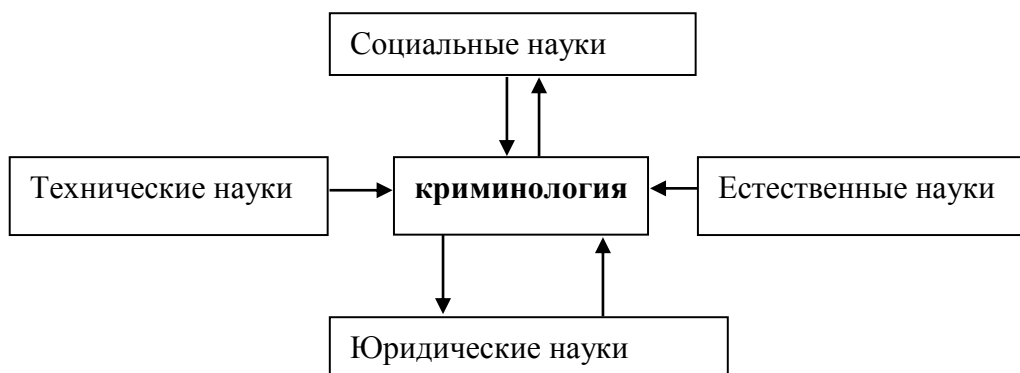 Социальные науки
Технические науки
криминология
Естественные науки
Юридические науки